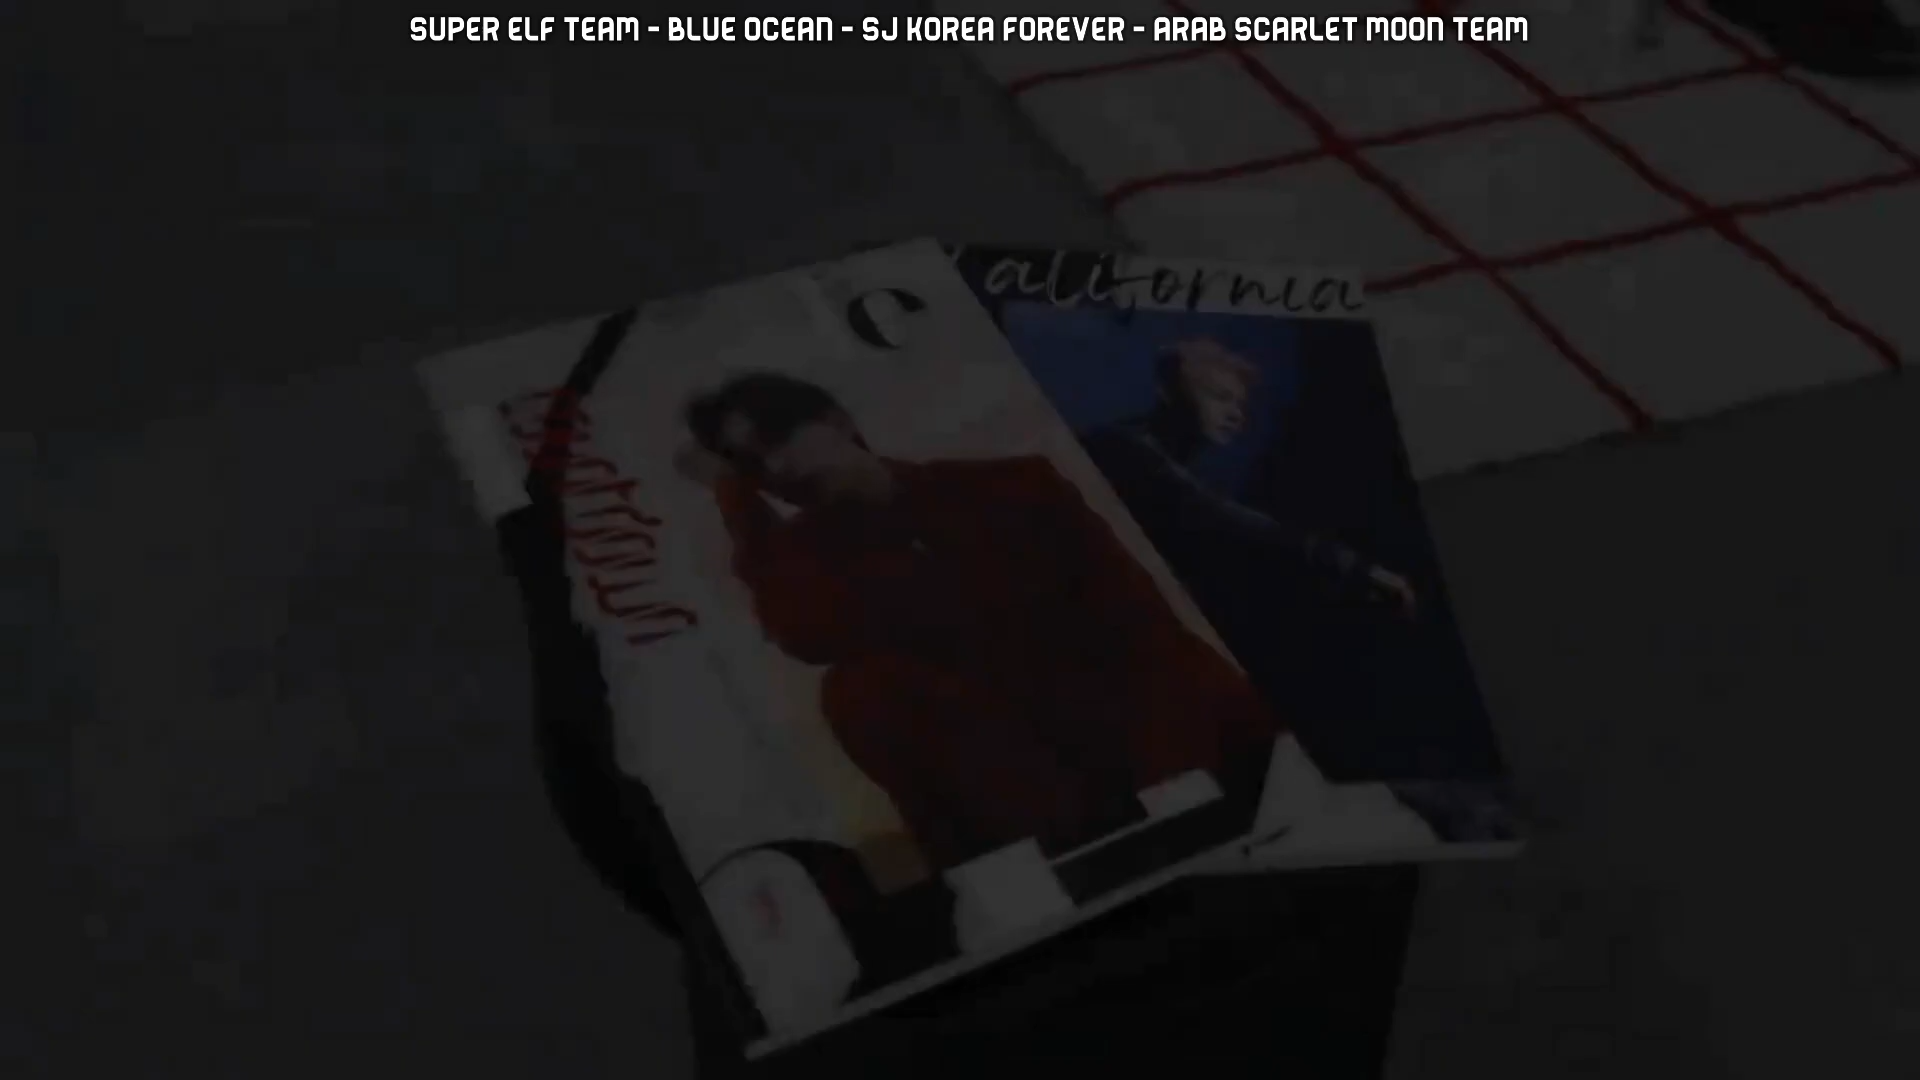 SUPER ELF TEAM - BLUE OCEAN - SJ KOREA FOREVER - ARAB SCARLET MOON TEAM
California